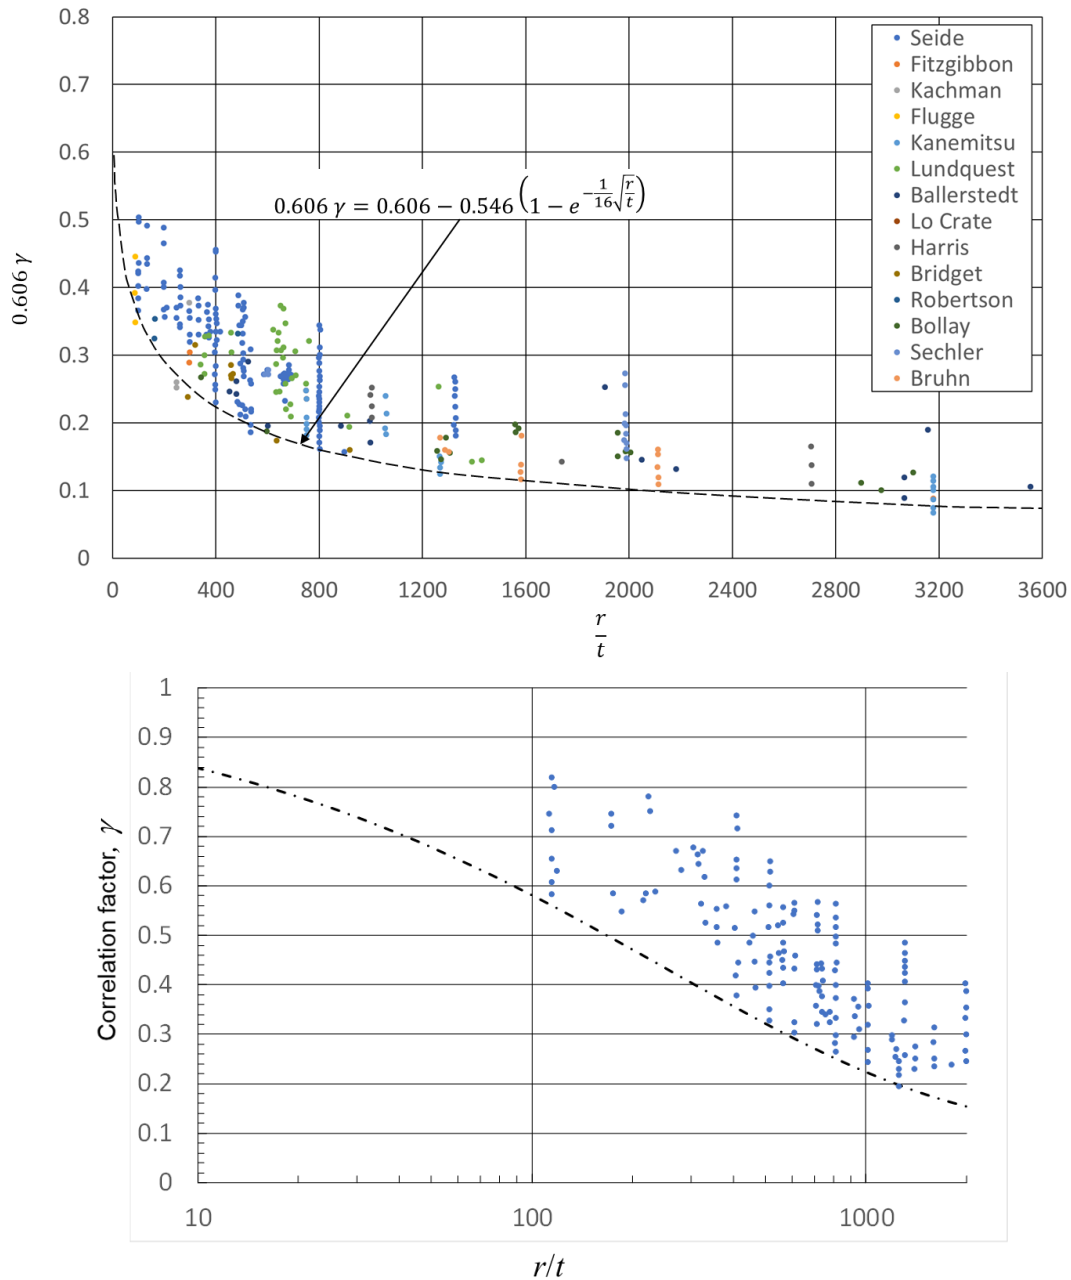 0.8
0.7
0.6
0.5
0.4
0.3
0.2
0.1
0
0.606 γ
0.606 γ = 0.606 − 0.546 (1 − e^{−\frac{1}{16}\sqrt{\frac{r}{t}}})
Seide
Fitzgibbon
Kachman
Flugge
Kanemitsu
Lundquest
Ballerstedt
Lo Crate
Harris
Bridget
Robertson
Bollay
Sechler
Bruhn
0 400 800 1200 1600 2000 2400 2800 3200 3600
r
t
1
0.9
0.8
0.7
0.6
0.5
0.4
0.3
0.2
0.1
0
Correlation factor, γ
10 100 1000
r/t